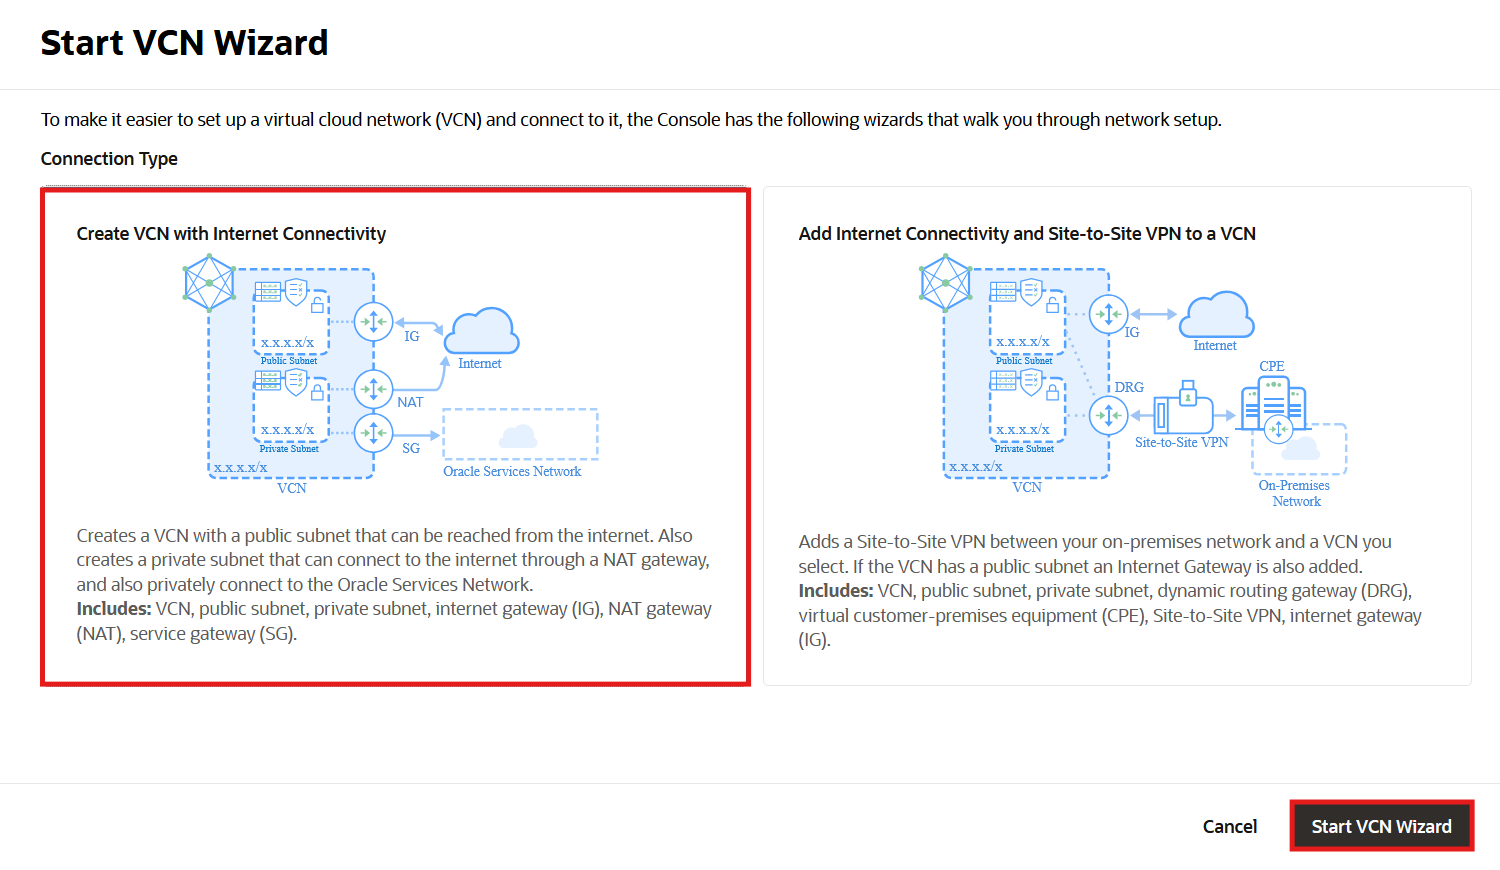 Start VCN Wizard
To make it easier to set up a virtual cloud network (VCN) and connect to it, the Console has the following wizards that walk you through network setup.
Connection Type
Create VCN with Internet Connectivity
x.x.x.x/x
Public Subnet
IG
Internet
x.x.x.x/x
Private Subnet
NAT
SG
Oracle Services Network
x.x.x.x/x
VCN
Creates a VCN with a public subnet that can be reached from the internet. Also
creates a private subnet that can connect to the internet through a NAT gateway,
and also privately connect to the Oracle Services Network.
Includes: VCN, public subnet, private subnet, internet gateway (IG), NAT gateway
(NAT), service gateway (SG).
Add Internet Connectivity and Site-to-Site VPN to a VCN
x.x.x.x/x
Public Subnet
IG
Internet
CPE
DRG
x.x.x.x/x
Private Subnet
Site-to-Site VPN
x.x.x.x/x
VCN
On-Premises
Network
Adds a Site-to-Site VPN between your on-premises network and a VCN you
select. If the VCN has a public subnet an Internet Gateway is also added.
Includes: VCN, public subnet, private subnet, dynamic routing gateway (DRG),
virtual customer-premises equipment (CPE), Site-to-Site VPN, internet gateway
(IG).
Cancel
Start VCN Wizard